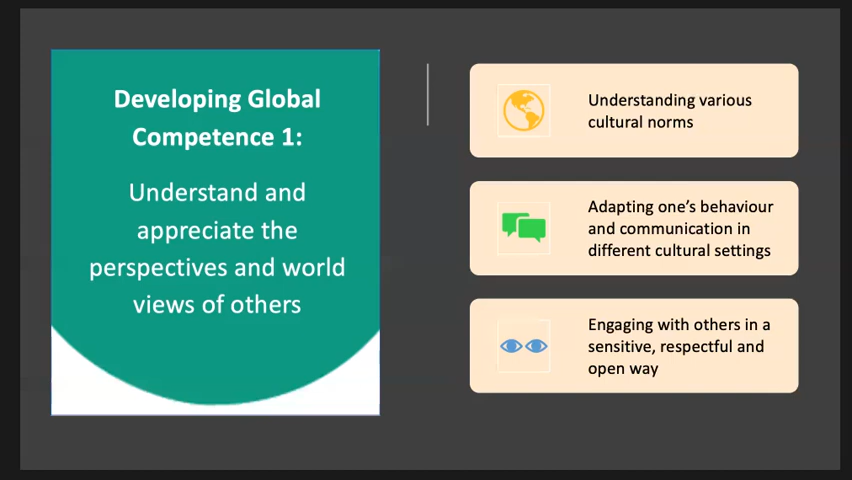 Developing Global
Competence 1:
Understand and
appreciate the
perspectives and world
views of others
Understanding various
cultural norms
Adapting one's behaviour
and communication in
different cultural settings
Engaging with others in a
sensitive, respectful and
open way